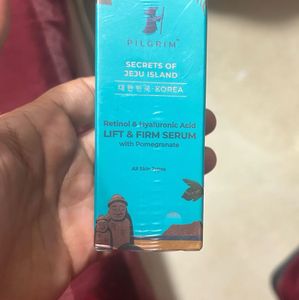 PILGRIM™
SECRETS OF
JEJU ISLAND
대한민국 KOREA
Retinol & Hyaluronic Acid
LIFT & FIRM SERUM
with Pomegranate
All Skin Types